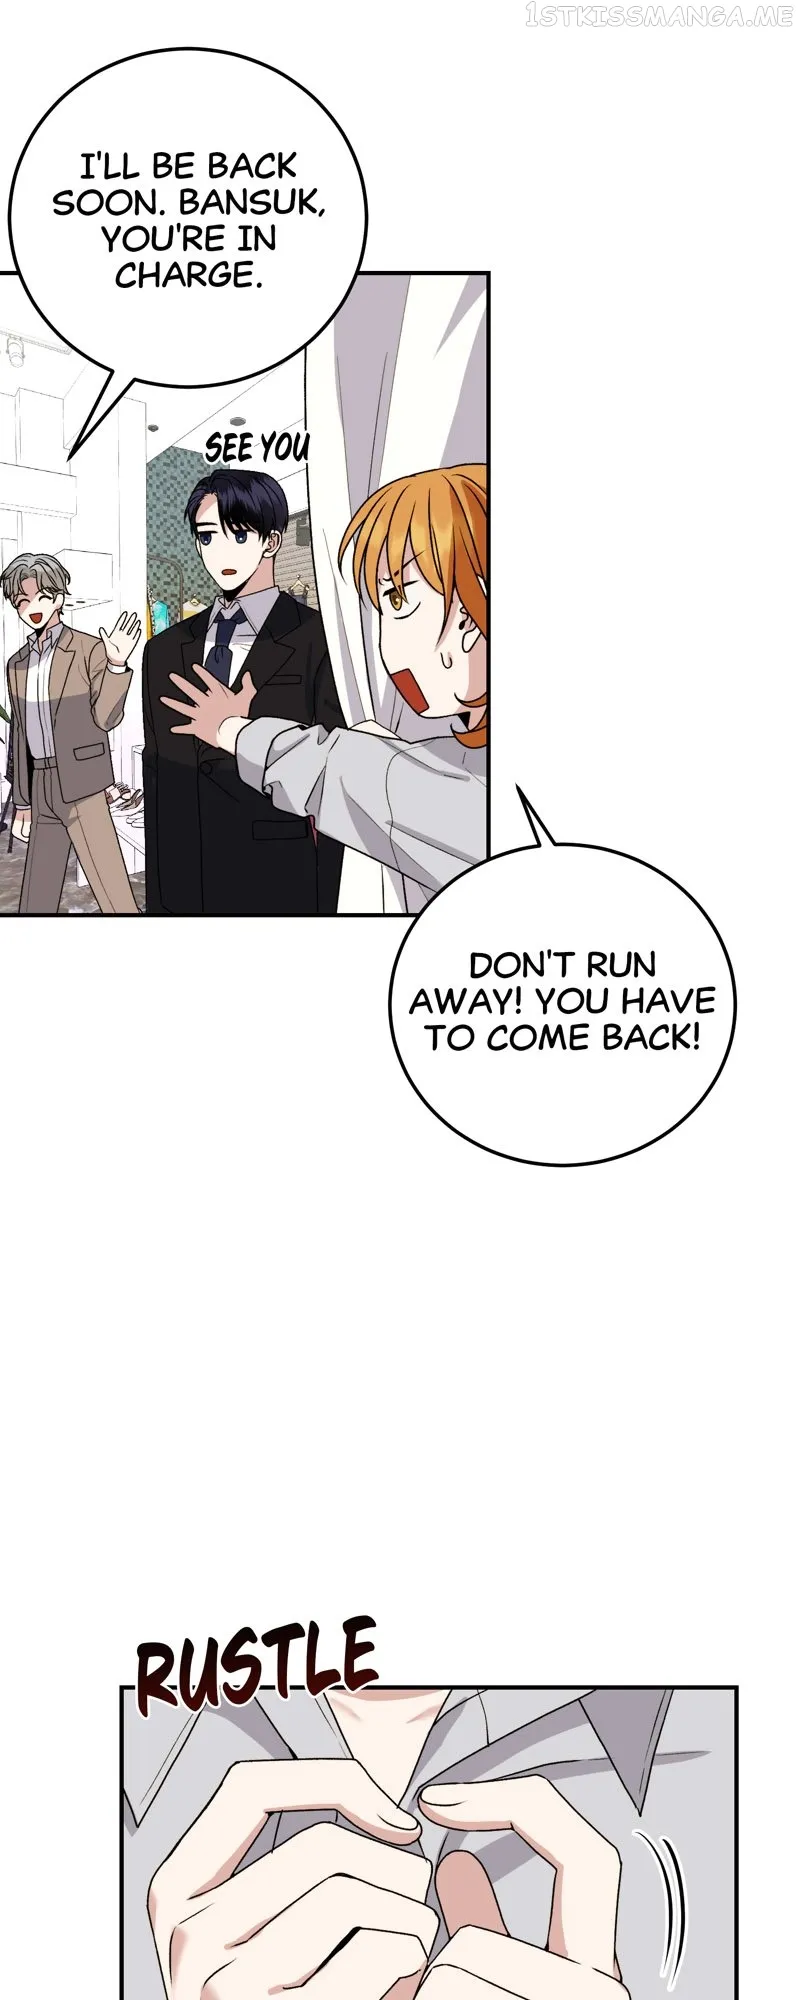 1STKISSMANGA.ME
I'LL BE BACK
SOON. BANSUK,
YOU'RE IN
CHARGE.
SEE YOU
DON'T RUN
AWAY! YOU HAVE
TO COME BACK!
RUSTLE